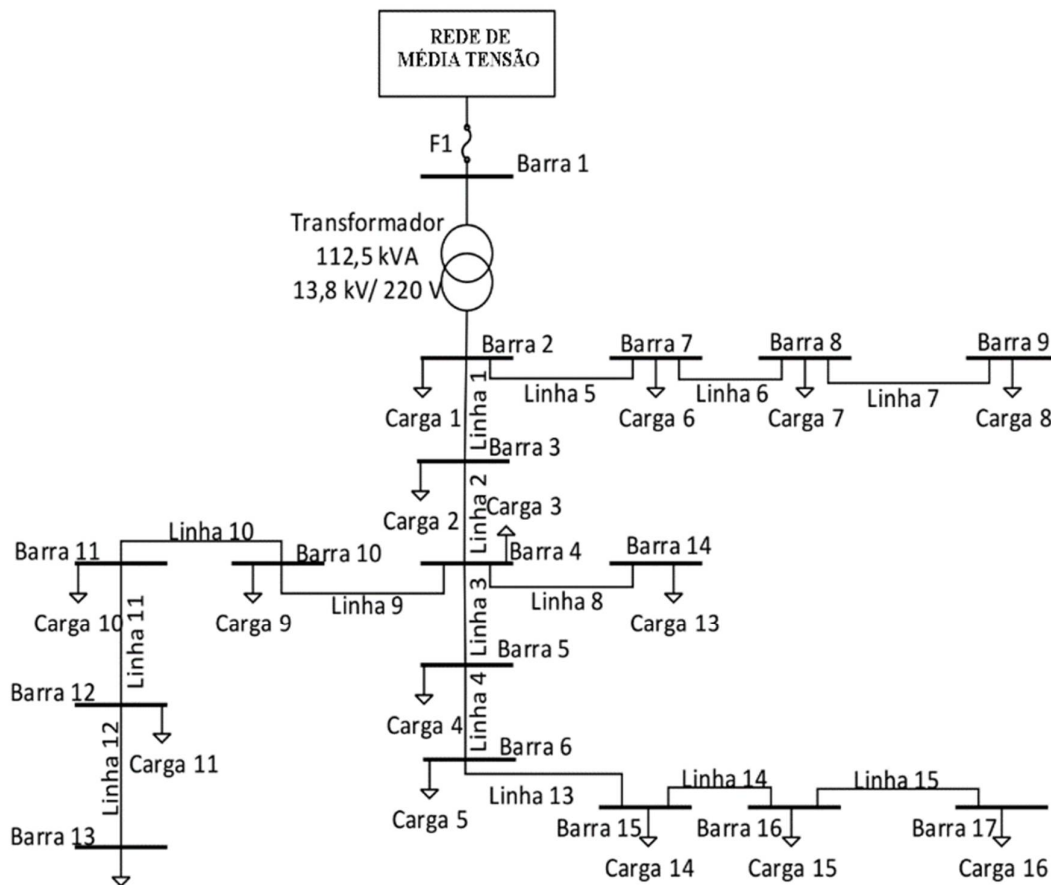 REDE DE
MÉDIA TENSÃO
F1
Barra 1
Transformador
112,5 kVA
13,8 kV/ 220 V
Barra 2
Barra 7
Barra 8
Barra 9
Carga 1
Linha 1
Linha 5
Carga 6
Linha 6
Carga 7
Linha 7
Carga 8
Barra 3
Carga 2
Linha 2
Carga 3
Linha 10
Barra 11
Barra 10
Barra 4
Barra 14
Carga 10
Linha 11
Carga 9
Linha 9
Linha 3
Linha 8
Carga 13
Barra 5
Barra 12
Carga 4
Linha 4
Linha 12
Carga 11
Barra 6
Carga 5
Linha 13
Linha 14
Linha 15
Barra 13
Barra 15
Barra 16
Barra 17
Carga 14
Carga 15
Carga 16